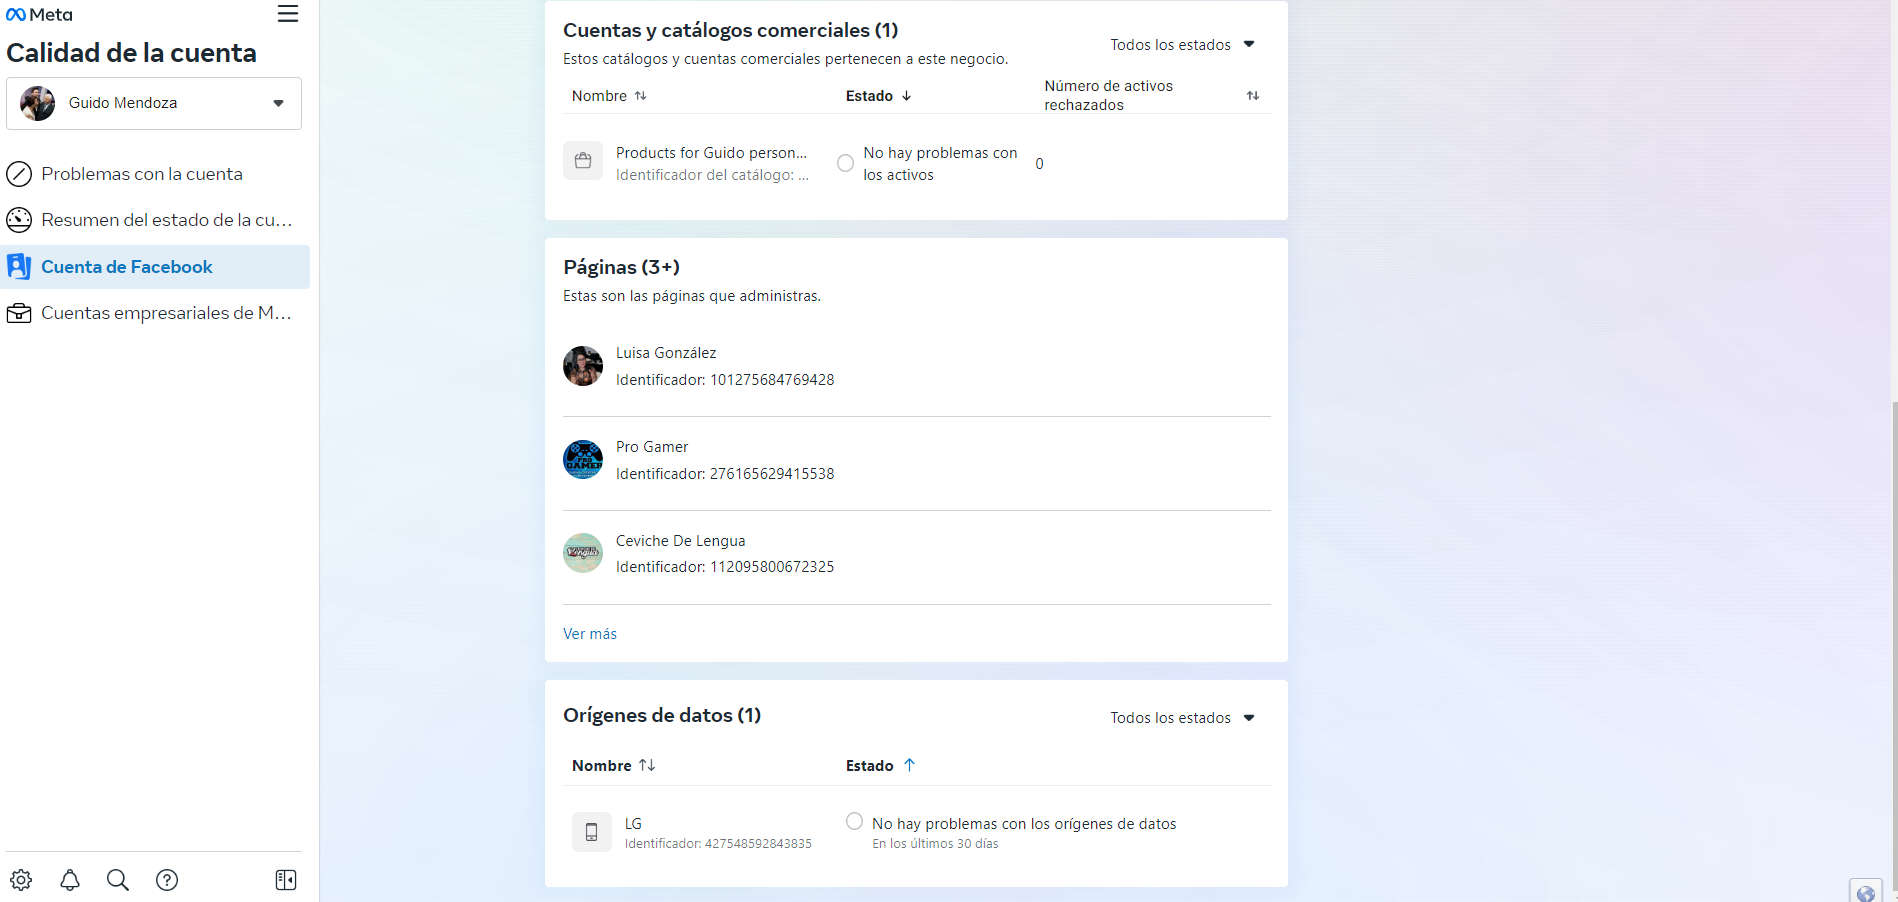 Meta
Calidad de la cuenta
Guido Mendoza
Problemas con la cuenta
Resumen del estado de la cu...
Cuenta de Facebook
Cuentas empresariales de M...
Cuentas y catálogos comerciales (1)
Estos catálogos y cuentas comerciales pertenecen a este negocio.
Todos los estados
Nombre
Estado
Número de activos
rechazados
Products for Guido person...
Identificador del catálogo: ...
No hay problemas con
los activos
0
Páginas (3+)
Estas son las páginas que administras.
Luisa González
Identificador: 101275684769428
PRO
GAMER
Pro Gamer
Identificador: 276165629415538
Ceviche De Lengua
Identificador: 112095800672325
Ver más
Orígenes de datos (1)
Todos los estados
Nombre
Estado
LG
Identificador: 427548592843835
No hay problemas con los orígenes de datos
En los últimos 30 días